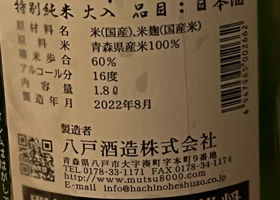 特別純米 火入 品目：日本酒
原材料名 米(国産)、米麹(国産米)
原料米 青森県産米100%
精米歩合 60%
アルコール分 16度
内容量 1.8ℓ
製造年月 2022年8月
製造者
八戸酒造株式会社
青森県八戸市大字湊町字本町9番地
TEL 0178-33-1171 FAX 0178-34-1174
http://www.mutsu8000.com
E-mail info@hachinoheshuzo.co.jp
4947965002662